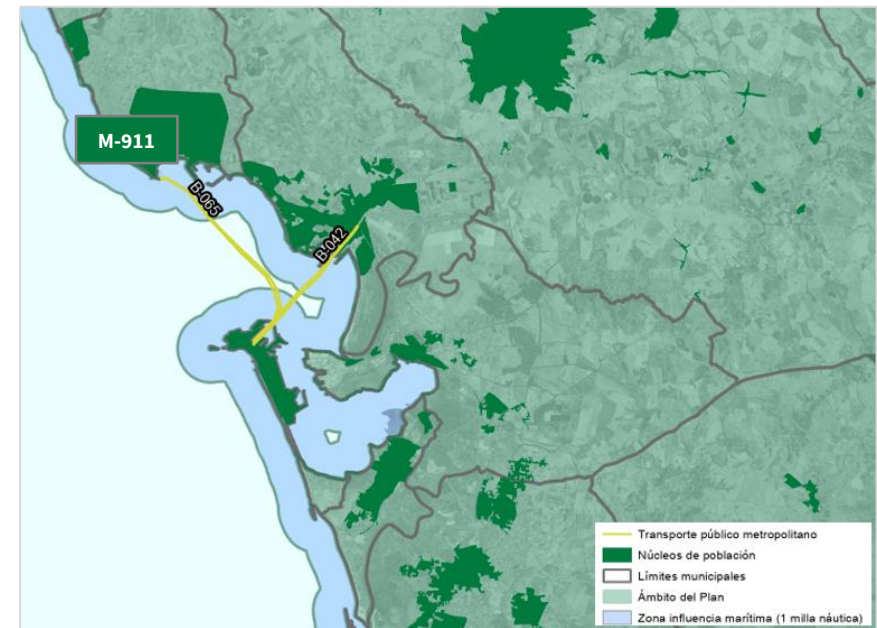 M-911
B-065
B-042
Transporte público metropolitano
Núcleos de población
Límites municipales
Ámbito del Plan
Zona influencia marítima (1 milla náutica)